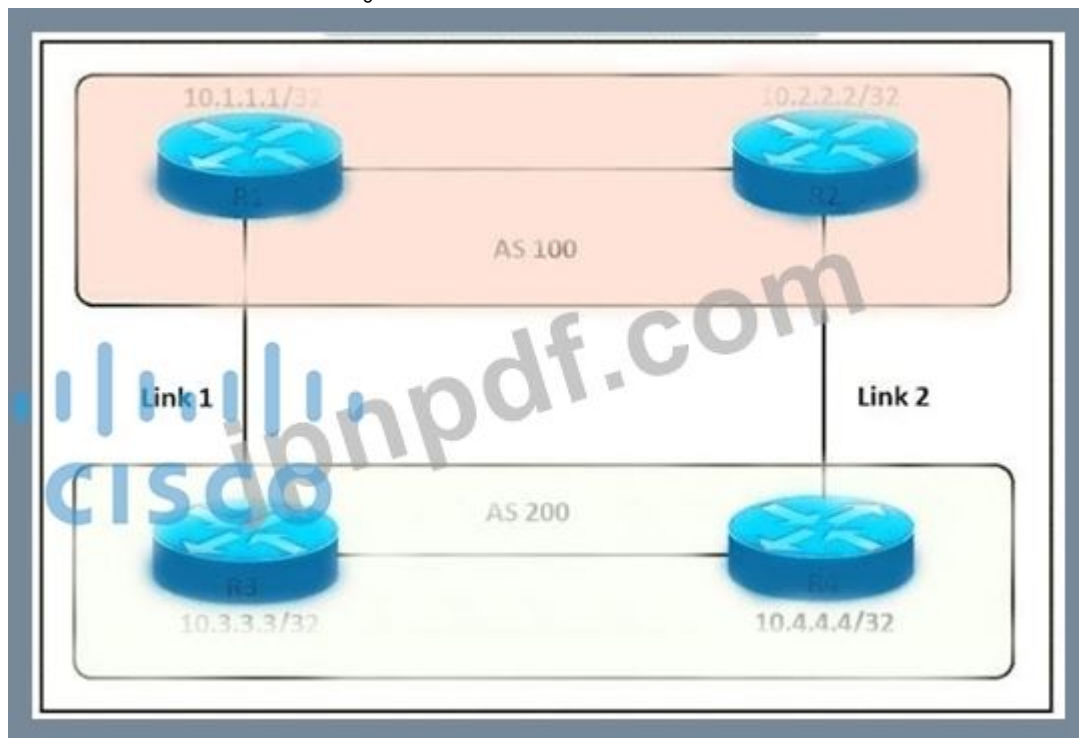 10.1.1.1/32
10.2.2.2/32
R1
R2
AS 100
Link 1
Link 2
jpnpdf.com
CISCO
AS 200
R3
R4
10.3.3.3/32
10.4.4.4/32